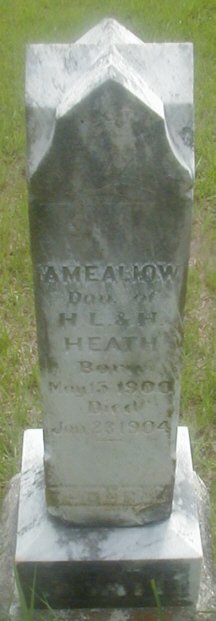 AMEALIOW
Dau. of
H. L. & H.
HEATH
Born
May 15 1900
Died
Jan. 23 1904